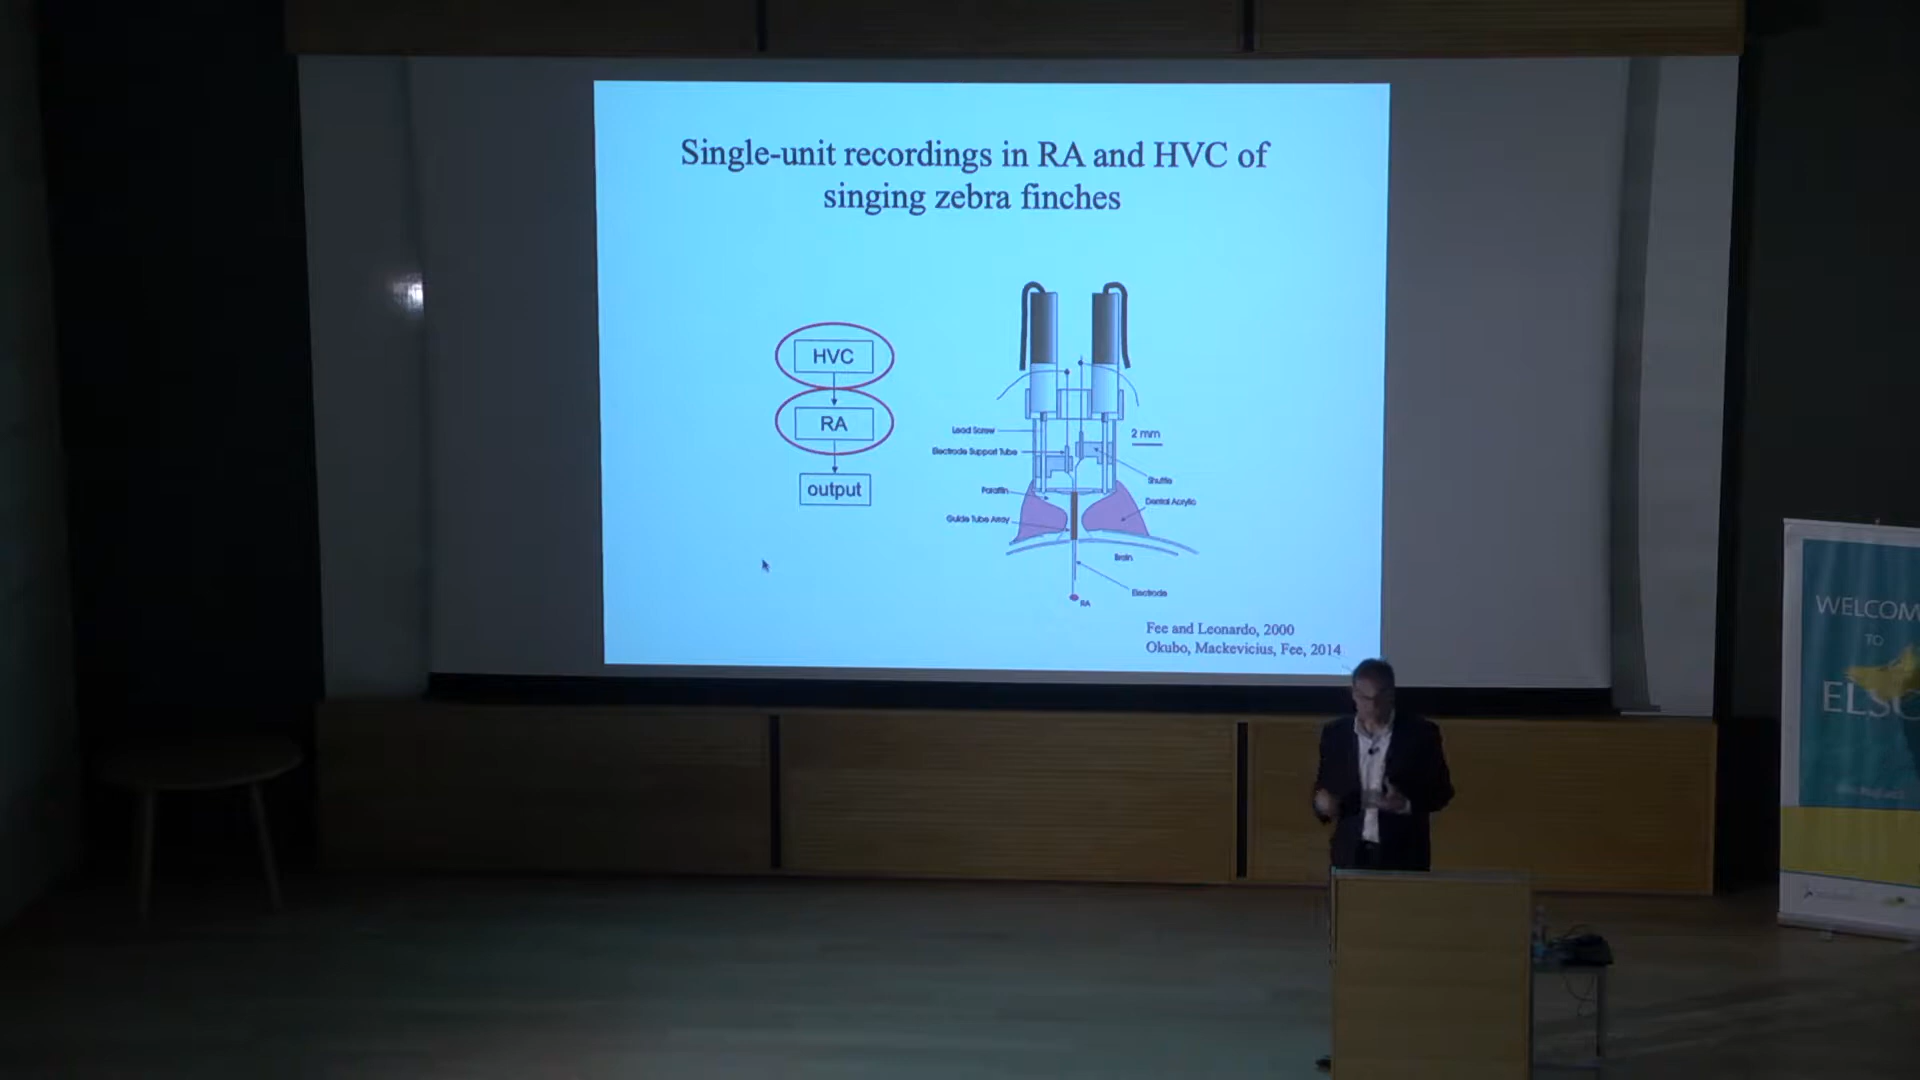 Single-unit recordings in RA and HVC of
singing zebra finches
HVC
RA
output
Lead Screw
Electrode Support Tube
2 mm
Shuttle
Paraffin
Dental Acrylic
Guide Tube Array
Brain
Electrode
RA
Fee and Leonardo, 2000
Okubo, Mackevicius, Fee, 2014
WELCOM
TO
ELSC